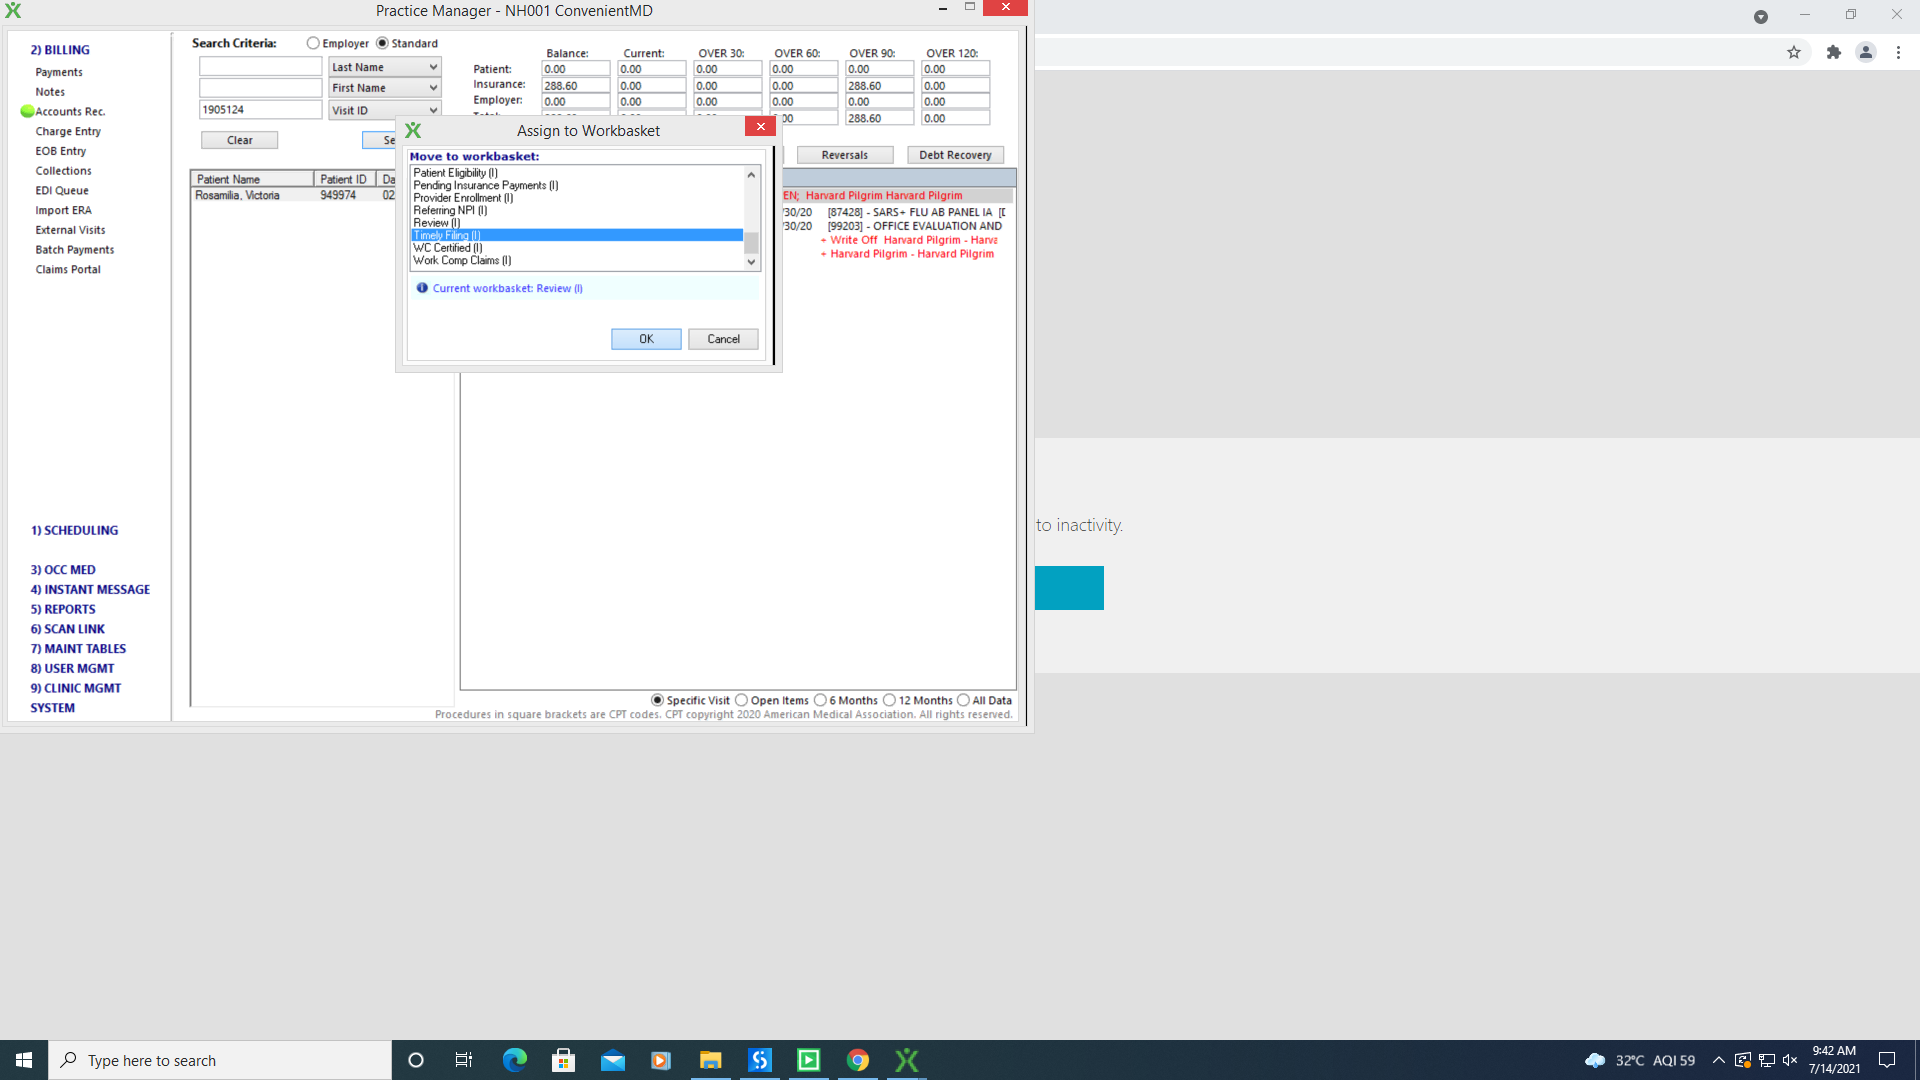 Practice Manager - NH001 ConvenientMD
2) BILLING
Payments
Notes
Accounts Rec.
Charge Entry
EOB Entry
Collections
EDI Queue
Import ERA
External Visits
Batch Payments
Claims Portal
1) SCHEDULING
3) OCC MED
4) INSTANT MESSAGE
5) REPORTS
6) SCAN LINK
7) MAINT TABLES
8) USER MGMT
9) CLINIC MGMT
SYSTEM
Search Criteria: Employer Standard
Last Name
First Name
1905124 Visit ID
Clear Se
Patient Name Patient ID Da
Rosamilia, Victoria 949974 02
Balance: Current: OVER 30: OVER 60: OVER 90: OVER 120:
Patient: 0.00 0.00 0.00 0.00 0.00 0.00
Insurance: 288.60 0.00 0.00 0.00 288.60 0.00
Employer: 0.00 0.00 0.00 0.00 0.00 0.00
288.60 0.00
Reversals Debt Recovery
EN; Harvard Pilgrim Harvard Pilgrim
/30/20 [87428] - SARS+ FLU AB PANEL IA [D
/30/20 [99203] - OFFICE EVALUATION AND
+ Write Off Harvard Pilgrim - Harva
+ Harvard Pilgrim - Harvard Pilgrim
Assign to Workbasket
Move to workbasket:
Patient Eligibility (I)
Pending Insurance Payments (I)
Provider Enrollment (I)
Referring NPI (I)
Review (I)
Timely Filing (I)
WC Certified (I)
Work Comp Claims (I)
Current workbasket: Review (I)
OK Cancel
Specific Visit Open Items 6 Months 12 Months All Data
Procedures in square brackets are CPT codes. CPT copyright 2020 American Medical Association. All rights reserved.
to inactivity.
Type here to search
32°C AQI 59
9:42 AM
7/14/2021